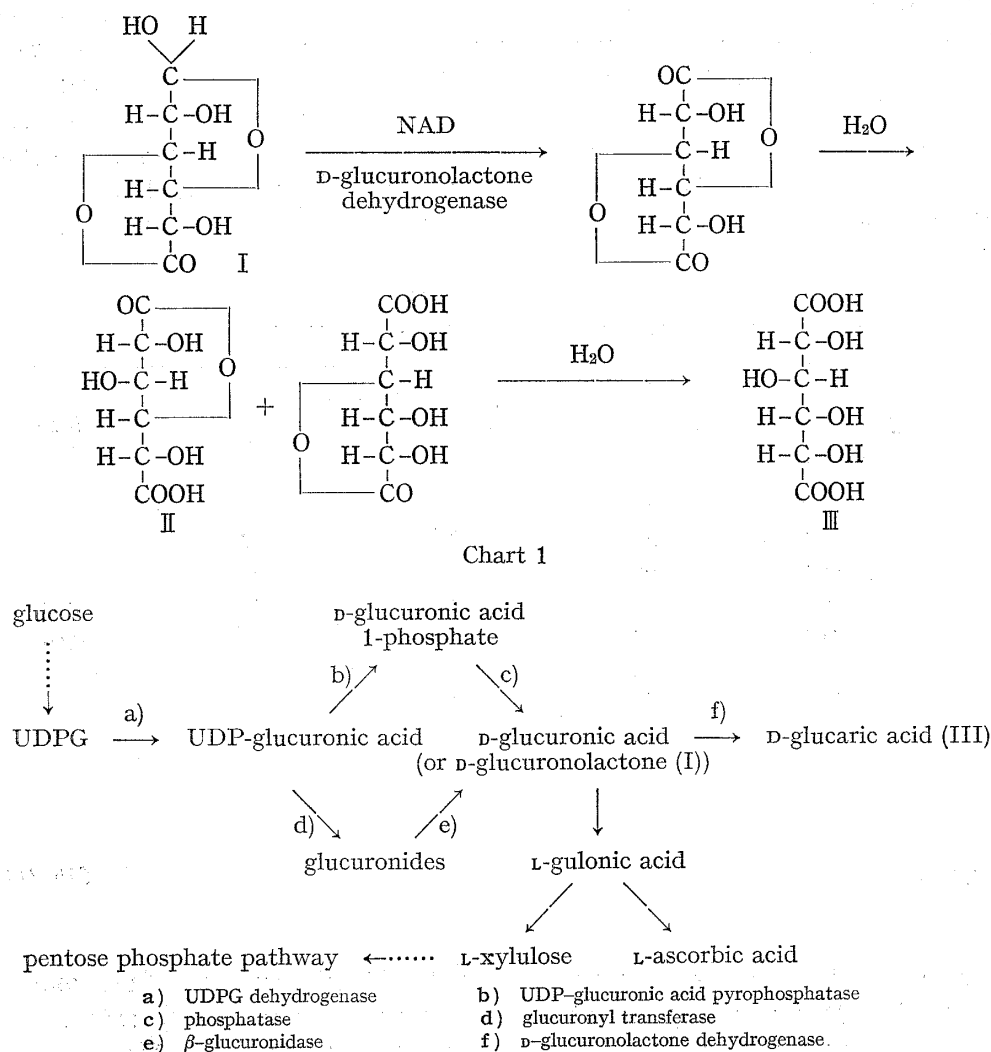 HO H
C
H-C-OH
C-H
O
H-C
O
H-C-OH
CO I
NAD
D-glucuronolactone
dehydrogenase
OC
H-C-OH
C-H
O
H-C
O
H-C-OH
CO
H₂O
OC
H-C-OH
O
HO-C-H
H-C
H-C-OH
COOH
II
+
COOH
H-C-OH
C-H
H-C-OH
O
H-C-OH
CO
H₂O
COOH
H-C-OH
HO-C-H
H-C-OH
H-C-OH
COOH
III
Chart 1
glucose
D-glucuronic acid
1-phosphate
b) c)
UDPG a) UDP-glucuronic acid D-glucuronic acid f) D-glucaric acid (III)
(or D-glucuronolactone (I))
d) e)
glucuronides L-gulonic acid
pentose phosphate pathway L-xylulose L-ascorbic acid
a) UDPG dehydrogenase b) UDP-glucuronic acid pyrophosphatase
c) phosphatase d) glucuronyl transferase
e) β-glucuronidase f) D-glucuronolactone dehydrogenase